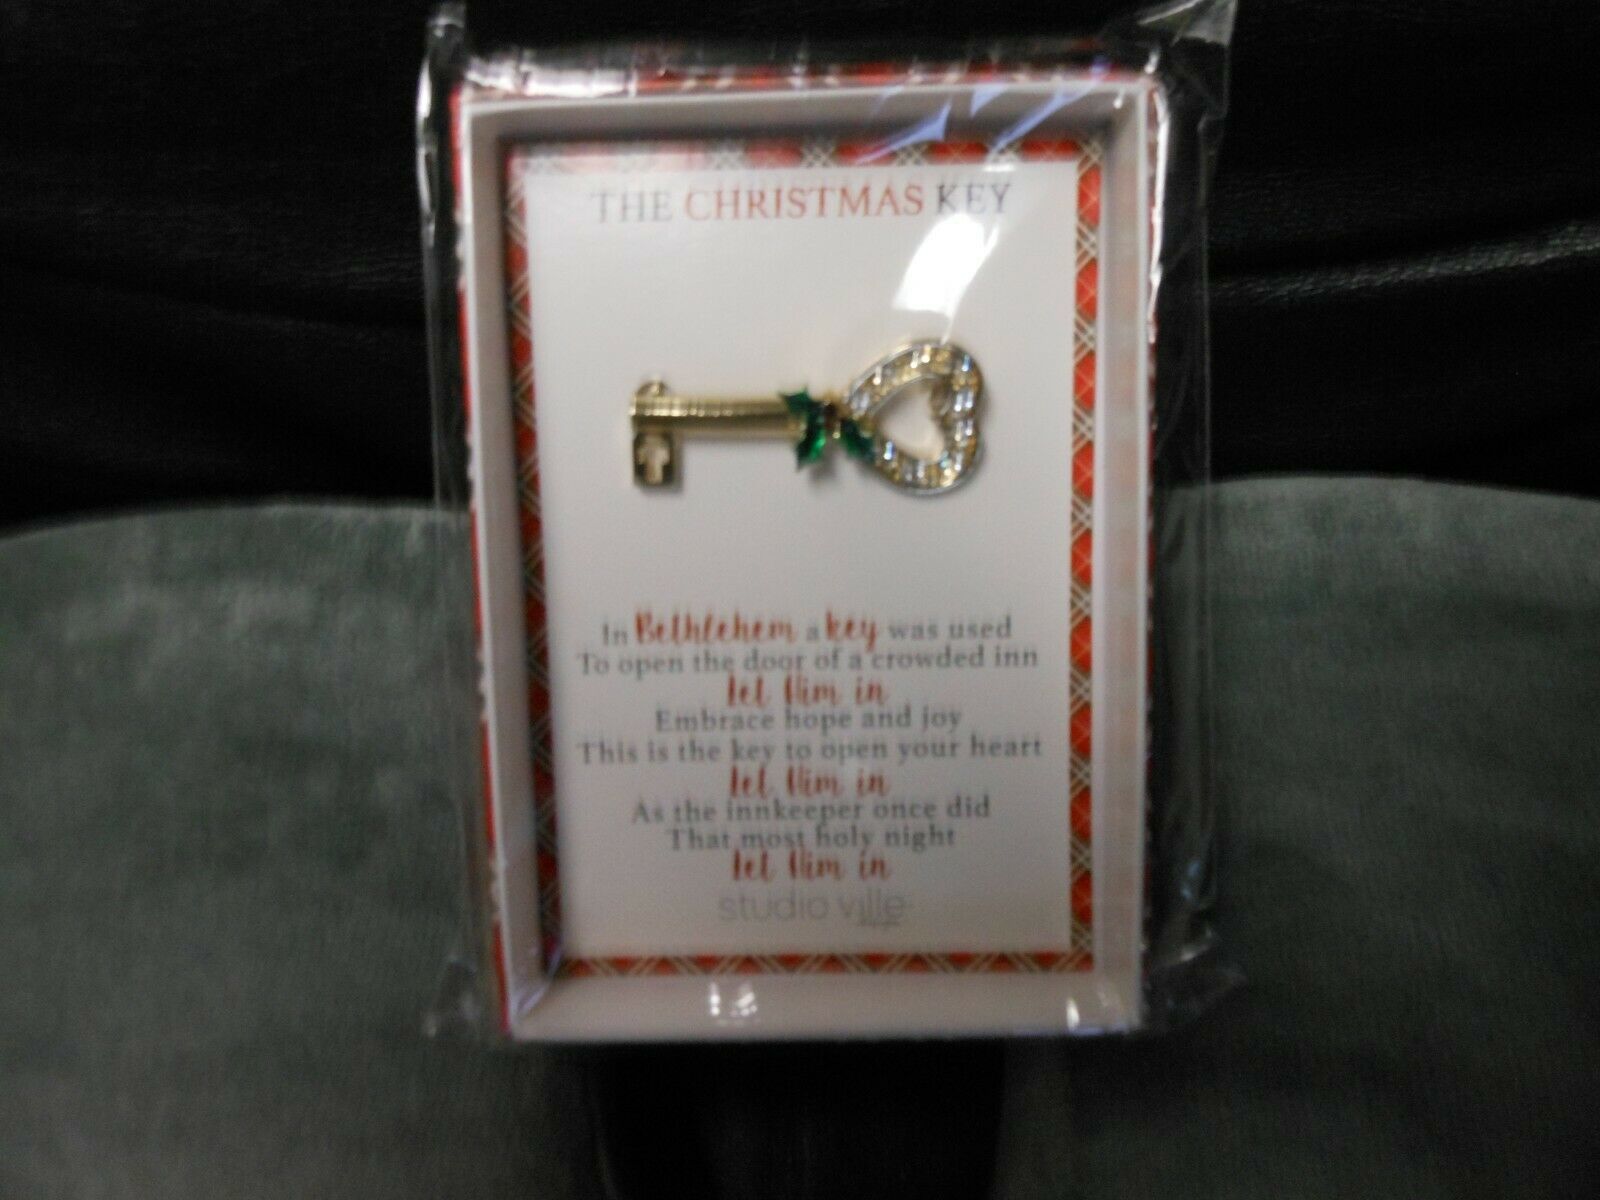 THE CHRISTMAS KEY
In Bethlehem a key was used
To open the door of a crowded inn
Let Him in
Embrace hope and joy
This is the key to open your heart
Let Him in
As the innkeeper once did
That most holy night
Let Him in
studio ville